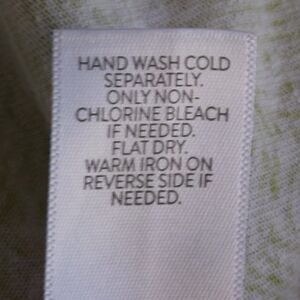 HAND WASH COLD
SEPARATELY.
ONLY NON-
CHLORINE BLEACH
IF NEEDED.
FLAT DRY.
WARM IRON ON
REVERSE SIDE IF
NEEDED.